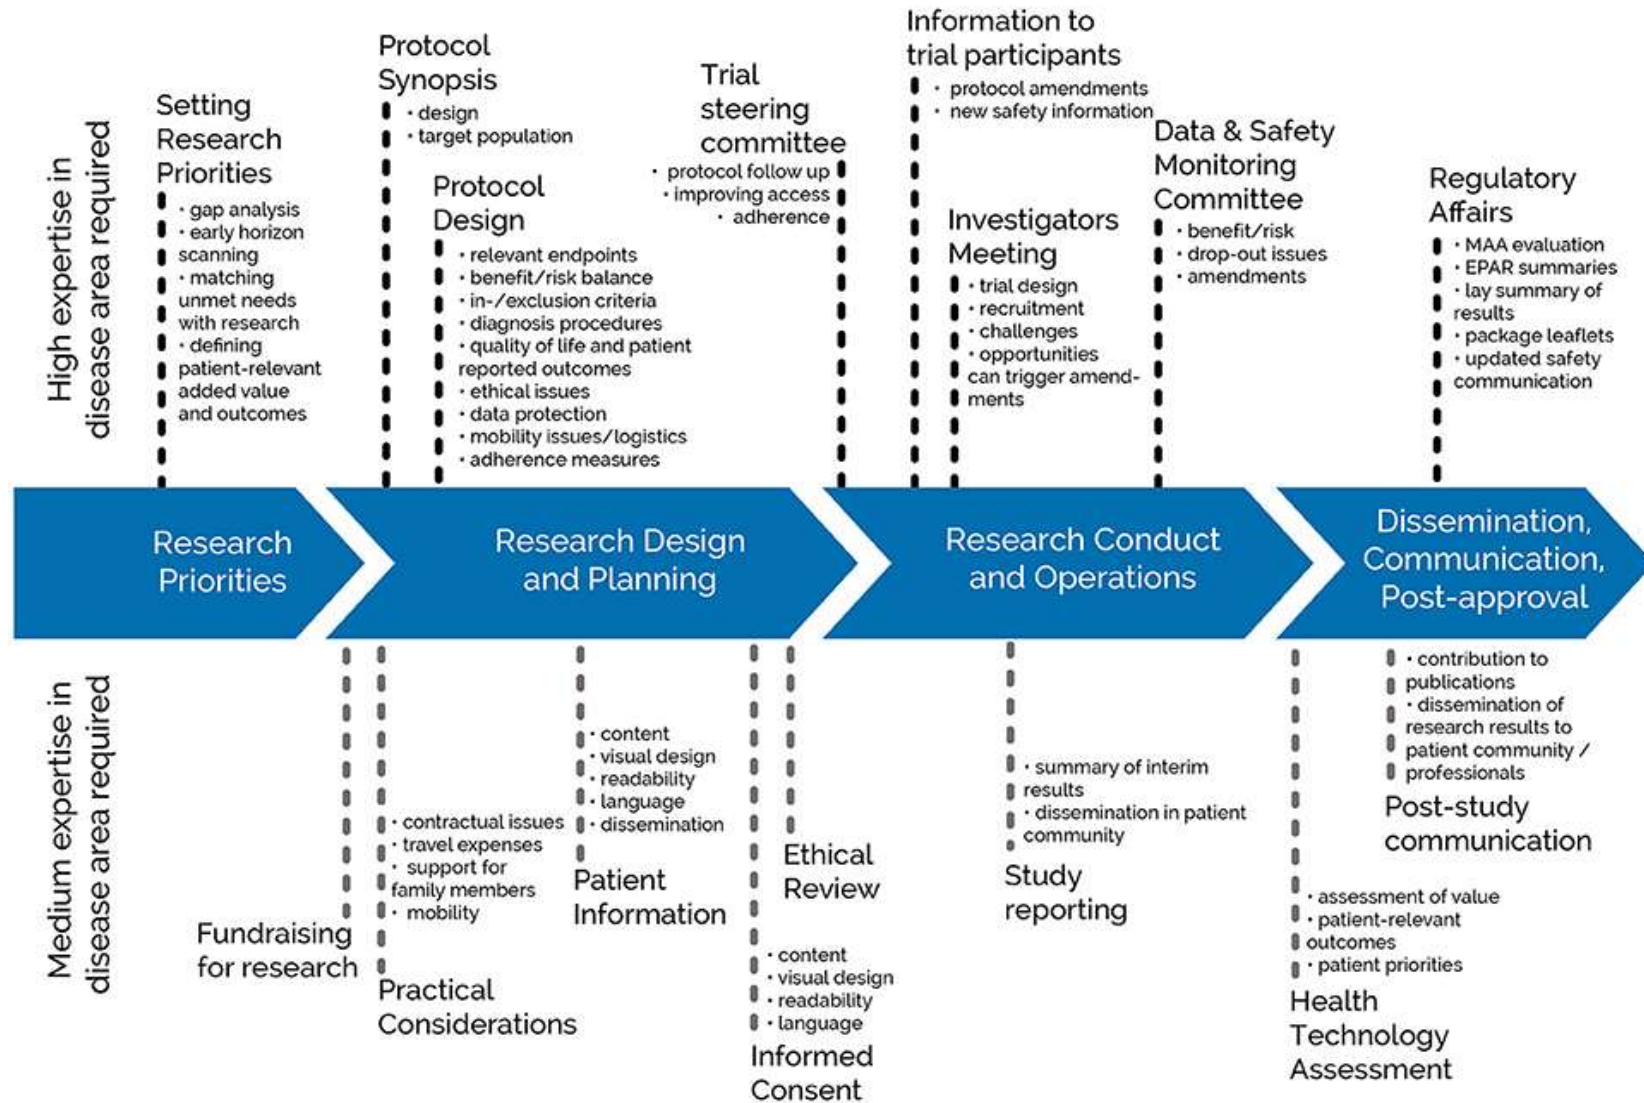 High expertise in
disease area required
Setting
Research
Priorities
• gap analysis
• early horizon
scanning
• matching
unmet needs
with research
• defining
patient-relevant
added value
and outcomes
Protocol
Synopsis
• design
• target population
Protocol
Design
• relevant endpoints
• benefit/risk balance
• in-/exclusion criteria
• diagnosis procedures
• quality of life and patient
reported outcomes
• ethical issues
• data protection
• mobility issues/logistics
• adherence measures
Trial
steering
committee
• protocol follow up
• improving access
• adherence
Information to
trial participants
• protocol amendments
• new safety information
Investigators
Meeting
• trial design
• recruitment
• challenges
• opportunities
can trigger amend-
ments
Data & Safety
Monitoring
Committee
• benefit/risk
• drop-out issues
• amendments
Regulatory
Affairs
• MAA evaluation
• EPAR summaries
• lay summary of
results
• package leaflets
• updated safety
communication
Research
Priorities
Research Design
and Planning
Research Conduct
and Operations
Dissemination,
Communication,
Post-approval
Medium expertise in
disease area required
Fundraising
for research
• contractual issues
• travel expenses
• support for
family members
• mobility
Practical
Considerations
• content
• visual design
• readability
• language
• dissemination
Patient
Information
Ethical
Review
• content
• visual design
• readability
• language
Informed
Consent
• summary of interim
results
• dissemination in patient
community
Study
reporting
• contribution to
publications
• dissemination of
research results to
patient community /
professionals
Post-study
communication
• assessment of value
• patient-relevant
outcomes
• patient priorities
Health
Technology
Assessment